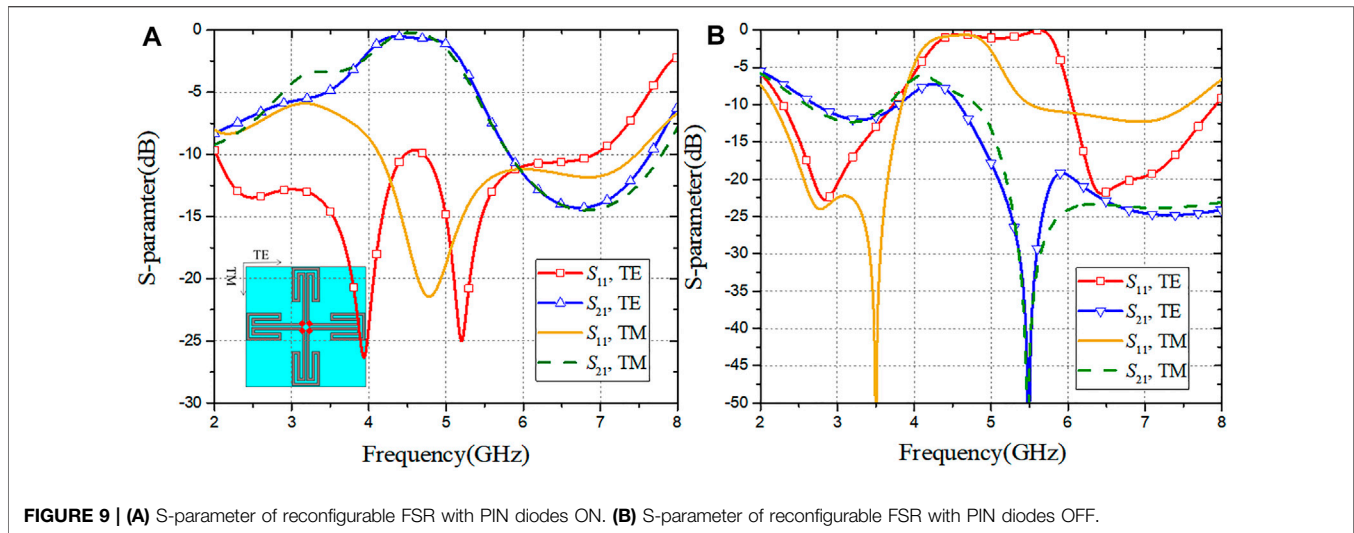 A
S-paramter(dB)
0
-5
-10
-15
-20
-25
-30
TE
TM
S11, TE
S21, TE
S11, TM
S21, TM
2 3 4 5 6 7 8
Frequency(GHz)
B
S-parameter(dB)
0
-5
-10
-15
-20
-25
-30
-35
-40
-45
-50
S11, TE
S21, TE
S11, TM
S21, TM
2 3 4 5 6 7 8
Frequency(GHz)
FIGURE 9 | (A) S-parameter of reconfigurable FSR with PIN diodes ON. (B) S-parameter of reconfigurable FSR with PIN diodes OFF.